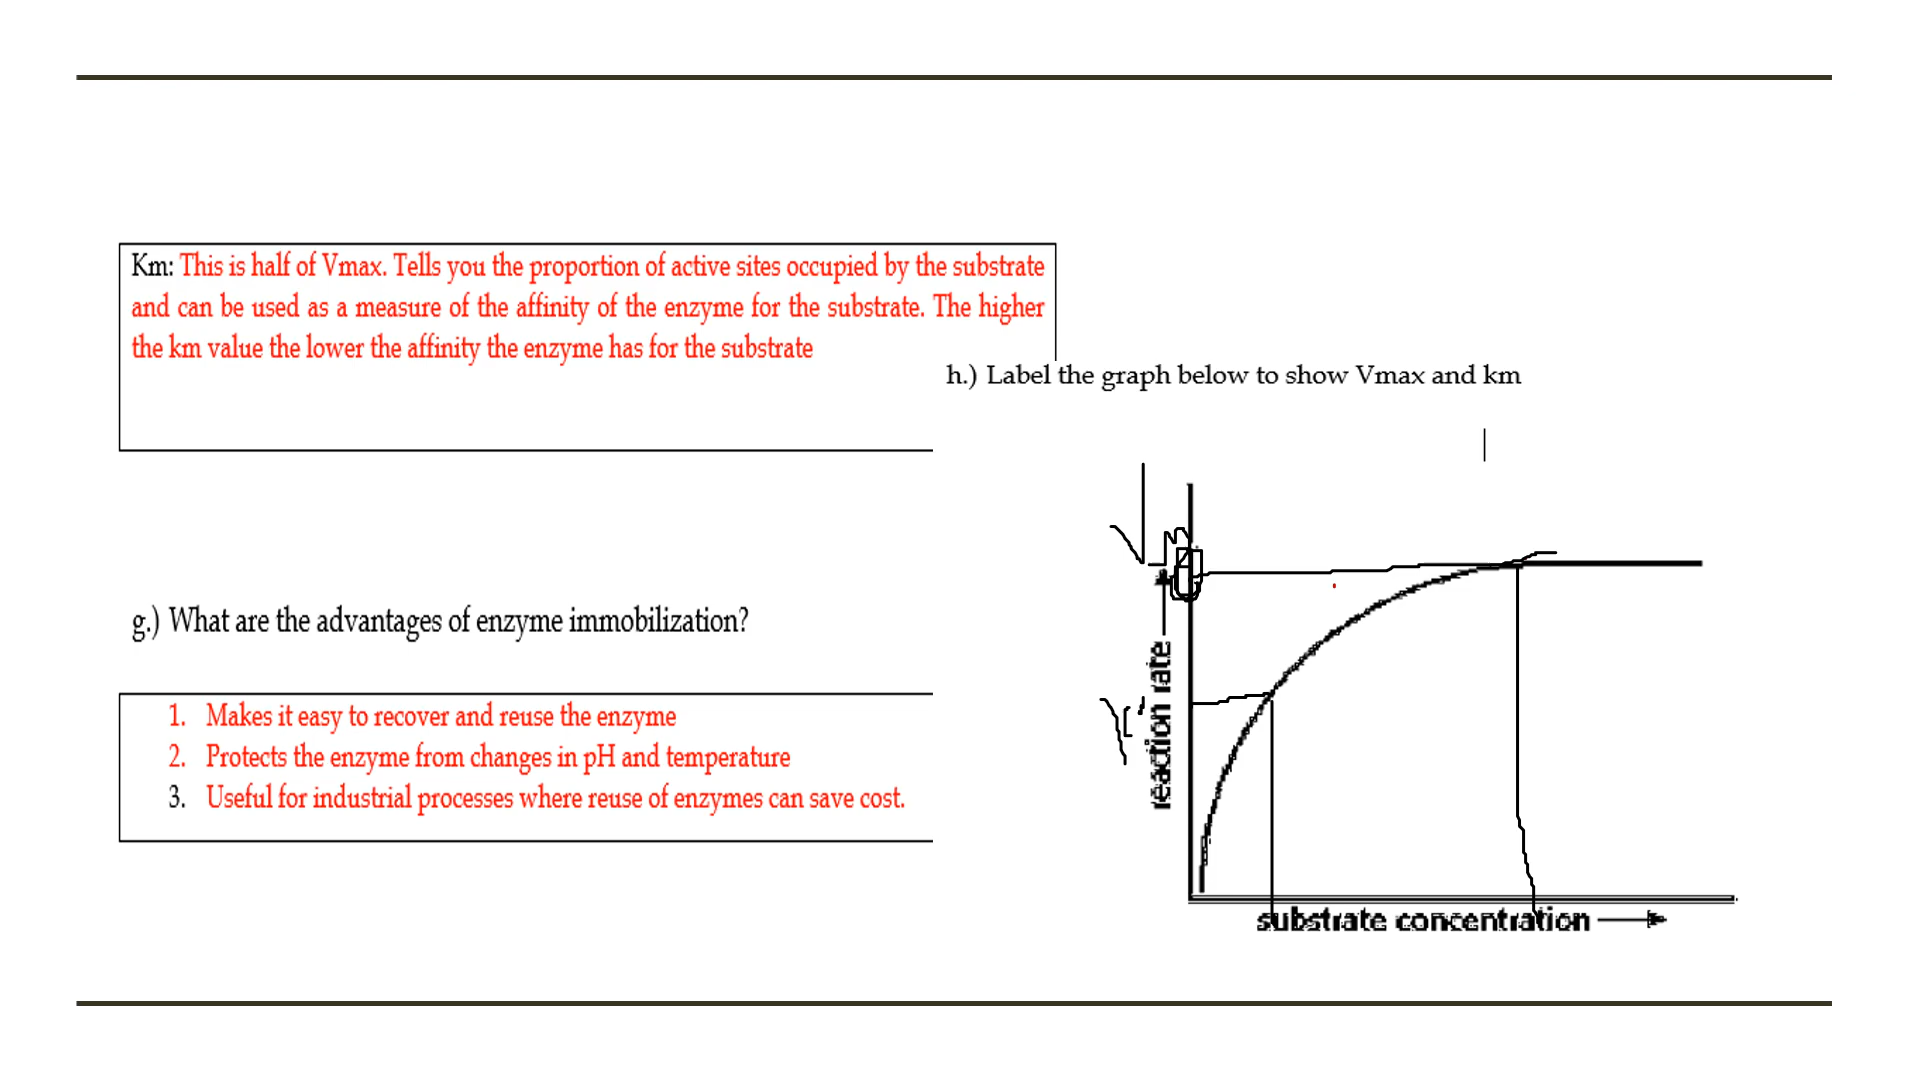 Km: This is half of Vmax. Tells you the proportion of active sites occupied by the substrate
and can be used as a measure of the affinity of the enzyme for the substrate. The higher
the km value the lower the affinity the enzyme has for the substrate
h.) Label the graph below to show Vmax and km
g.) What are the advantages of enzyme immobilization?
1. Makes it easy to recover and reuse the enzyme
2. Protects the enzyme from changes in pH and temperature
3. Useful for industrial processes where reuse of enzymes can save cost.
reaction rate
substrate concentration